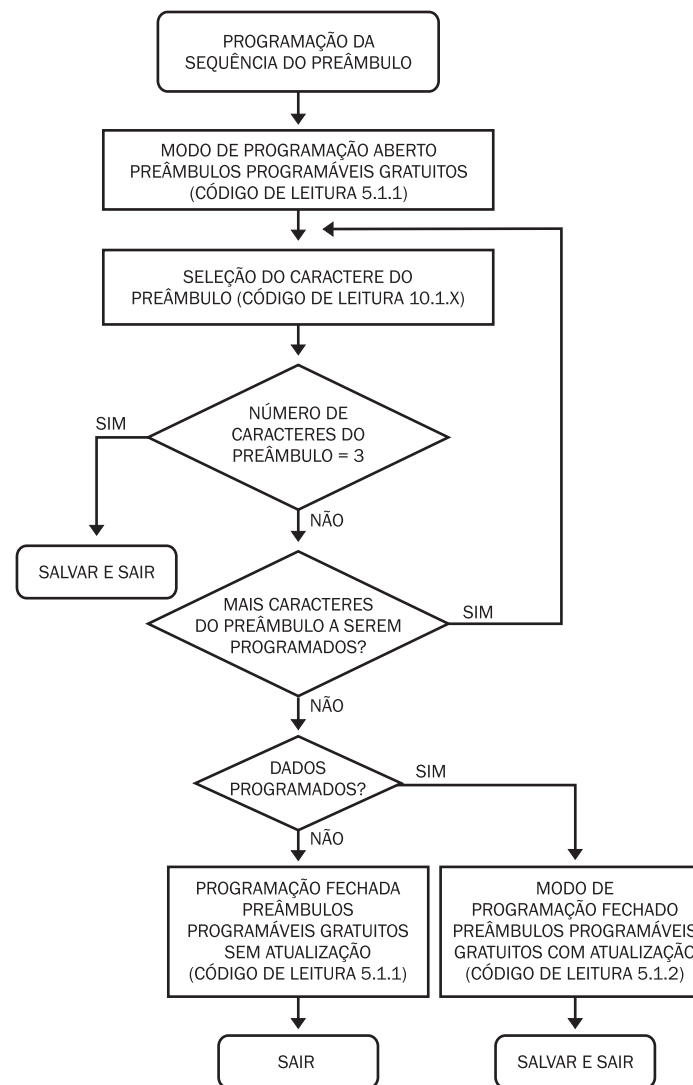 PROGRAMAÇÃO DA
SEQUÊNCIA DO PREÂMBULO
MODO DE PROGRAMAÇÃO ABERTO
PREÂMBULOS PROGRAMÁVEIS GRATUITOS
(CÓDIGO DE LEITURA 5.1.1)
SELEÇÃO DO CARACTERE DO
PREÂMBULO (CÓDIGO DE LEITURA 10.1.X)
NÚMERO DE
CARACTERES DO
PREÂMBULO = 3
SIM
NÃO
SALVAR E SAIR
MAIS CARACTERES
DO PREÂMBULO A SEREM
PROGRAMADOS?
SIM
NÃO
DADOS
PROGRAMADOS?
SIM
NÃO
PROGRAMAÇÃO FECHADA
PREÂMBULOS
PROGRAMÁVEIS GRATUITOS
SEM ATUALIZAÇÃO
(CÓDIGO DE LEITURA 5.1.1)
MODO DE
PROGRAMAÇÃO FECHADO
PREÂMBULOS PROGRAMÁVEIS
GRATUITOS COM ATUALIZAÇÃO
(CÓDIGO DE LEITURA 5.1.2)
SAIR
SALVAR E SAIR